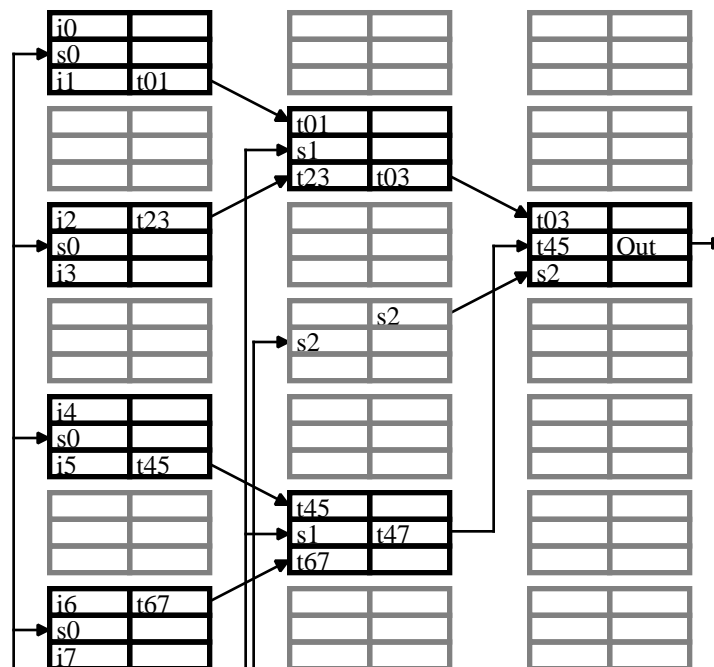 i0
s0
i1 t01
t01
s1
t23 t03
i2 t23
s0
i3
t03
t45 Out
s2
s2
s2
i4
s0
i5 t45
t45
s1 t47
t67
i6 t67
s0
i7